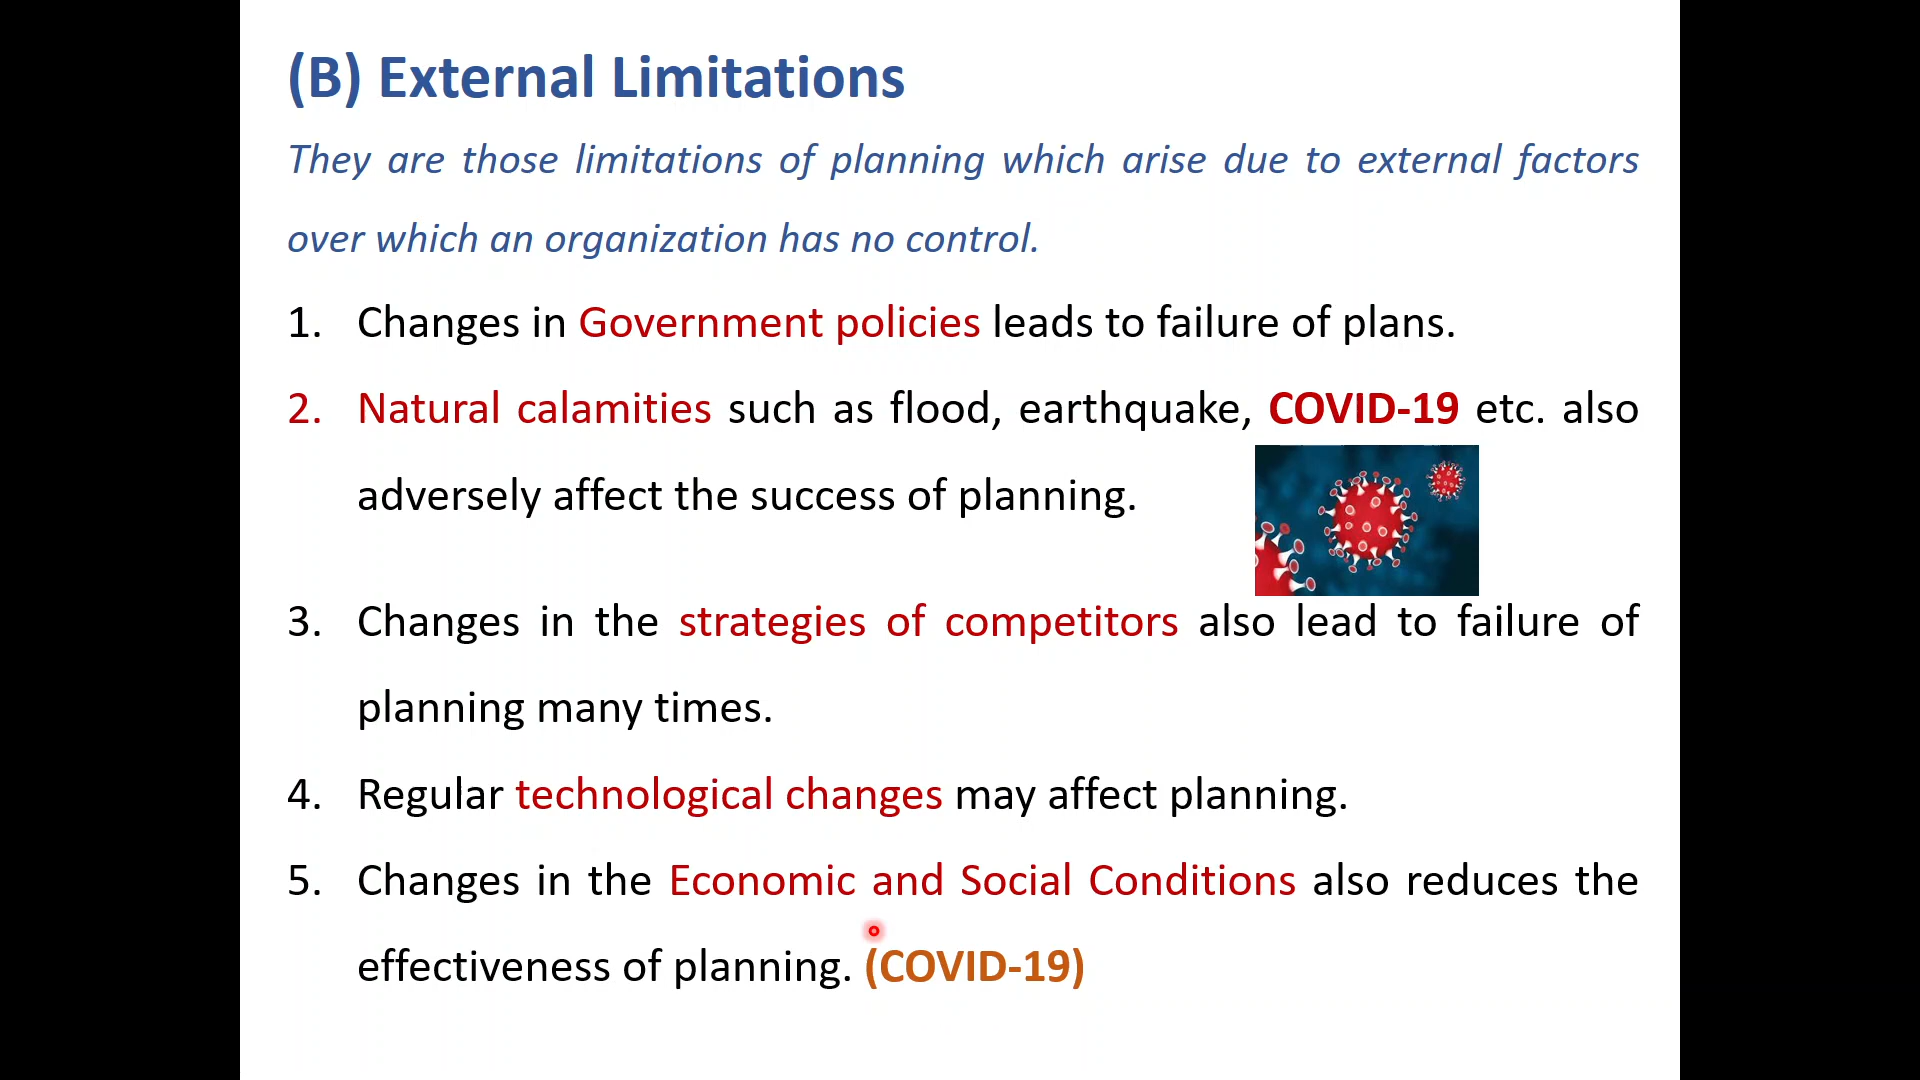 (B) External Limitations
They are those limitations of planning which arise due to external factors
over which an organization has no control.
1. Changes in Government policies leads to failure of plans.
2. Natural calamities such as flood, earthquake, COVID-19 etc. also
adversely affect the success of planning.
3. Changes in the strategies of competitors also lead to failure of
planning many times.
4. Regular technological changes may affect planning.
5. Changes in the Economic and Social Conditions also reduces the
effectiveness of planning. (COVID-19)